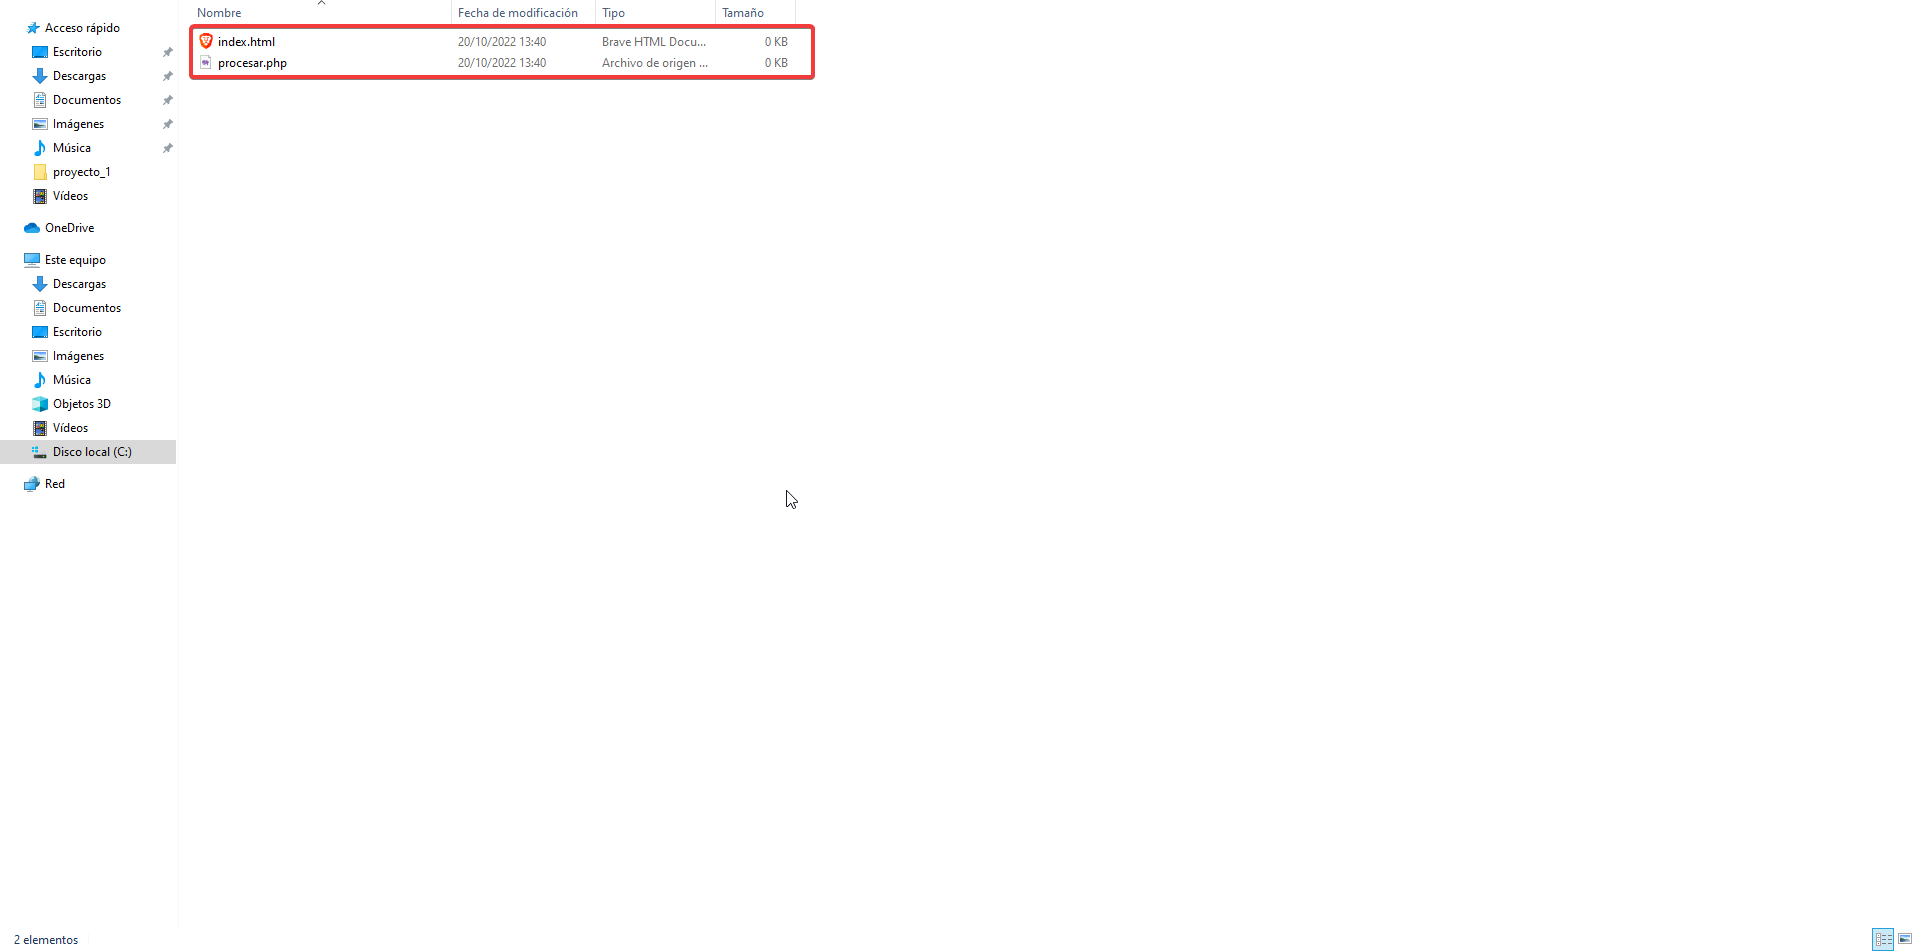 Nombre Fecha de modificación Tipo Tamaño
index.html 20/10/2022 13:40 Brave HTML Docu... 0 KB
procesar.php 20/10/2022 13:40 Archivo de origen ... 0 KB
Acceso rápido
Escritorio
Descargas
Documentos
Imágenes
Música
proyecto_1
Vídeos
OneDrive
Este equipo
Descargas
Documentos
Escritorio
Imágenes
Música
Objetos 3D
Vídeos
Disco local (C:)
Red
2 elementos